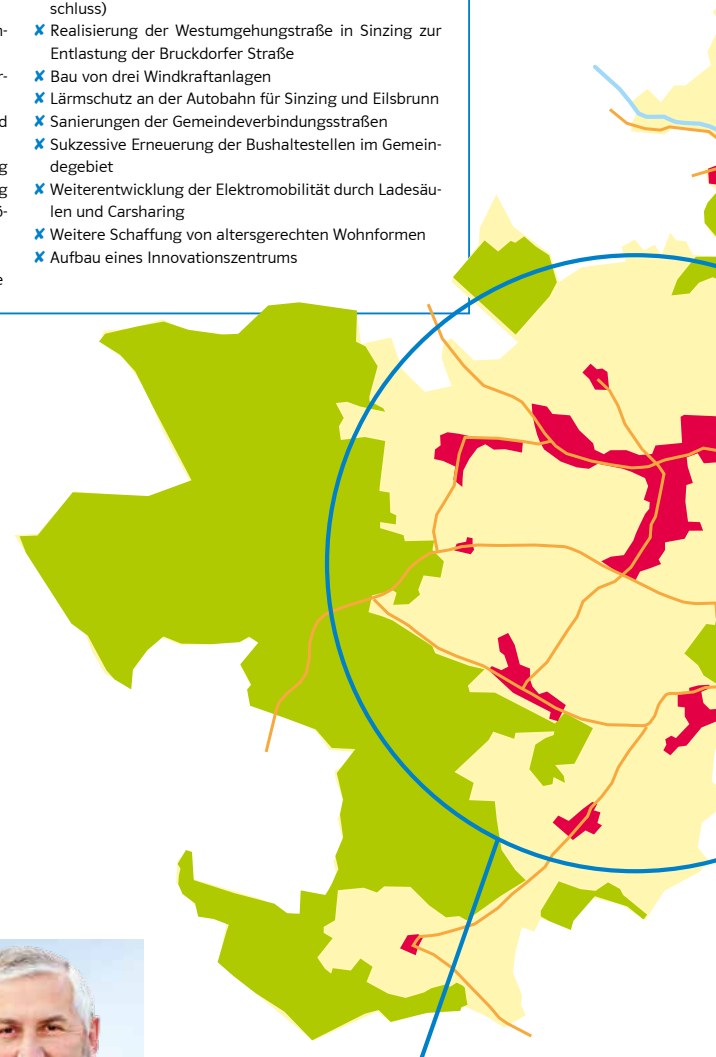 schluss)
n-
✘ Realisierung der Westumgehungstraße in Sinzing zur
Entlastung der Bruckdorfer Straße
r-
✘ Bau von drei Windkraftanlagen
✘ Lärmschutz an der Autobahn für Sinzing und Eilsbrunn
d
✘ Sanierungen der Gemeindeverbindungsstraßen
✘ Sukzessive Erneuerung der Bushaltestellen im Gemein-
g
degebiet
g
✘ Weiterentwicklung der Elektromobilität durch Ladesäu-
ö-
len und Carsharing
✘ Weitere Schaffung von altersgerechten Wohnformen
✘ Aufbau eines Innovationszentrums
e